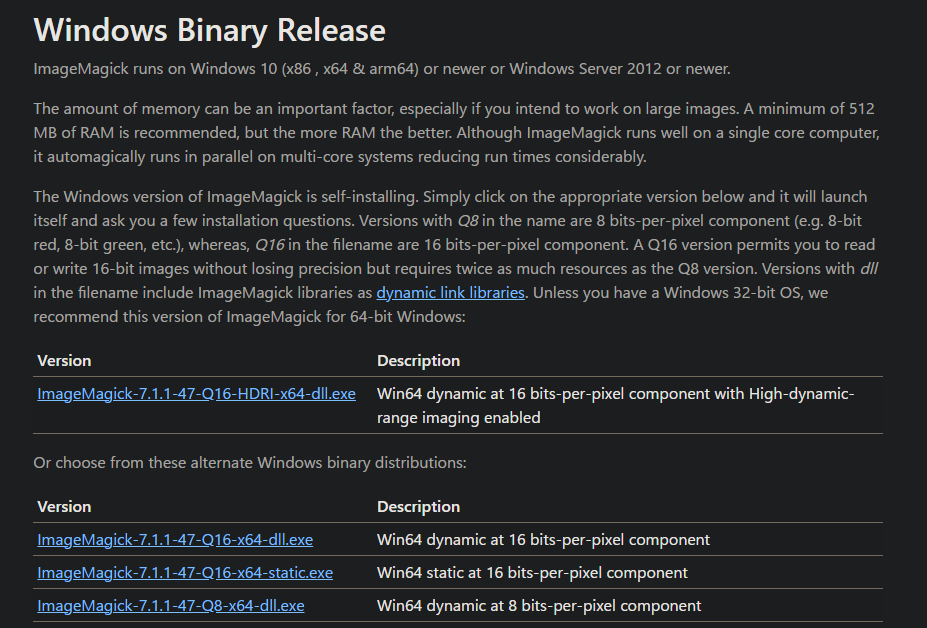 Windows Binary Release
ImageMagick runs on Windows 10 (x86 , x64 & arm64) or newer or Windows Server 2012 or newer.
The amount of memory can be an important factor, especially if you intend to work on large images. A minimum of 512
MB of RAM is recommended, but the more RAM the better. Although ImageMagick runs well on a single core computer,
it automagically runs in parallel on multi-core systems reducing run times considerably.
The Windows version of ImageMagick is self-installing. Simply click on the appropriate version below and it will launch
itself and ask you a few installation questions. Versions with Q8 in the name are 8 bits-per-pixel component (e.g. 8-bit
red, 8-bit green, etc.), whereas, Q16 in the filename are 16 bits-per-pixel component. A Q16 version permits you to read
or write 16-bit images without losing precision but requires twice as much resources as the Q8 version. Versions with dll
in the filename include ImageMagick libraries as dynamic link libraries. Unless you have a Windows 32-bit OS, we
recommend this version of ImageMagick for 64-bit Windows:
Version Description
ImageMagick-7.1.1-47-Q16-HDRI-x64-dll.exe Win64 dynamic at 16 bits-per-pixel component with High-dynamic-
range imaging enabled
Or choose from these alternate Windows binary distributions:
Version Description
ImageMagick-7.1.1-47-Q16-x64-dll.exe Win64 dynamic at 16 bits-per-pixel component
ImageMagick-7.1.1-47-Q16-x64-static.exe Win64 static at 16 bits-per-pixel component
ImageMagick-7.1.1-47-Q8-x64-dll.exe Win64 dynamic at 8 bits-per-pixel component